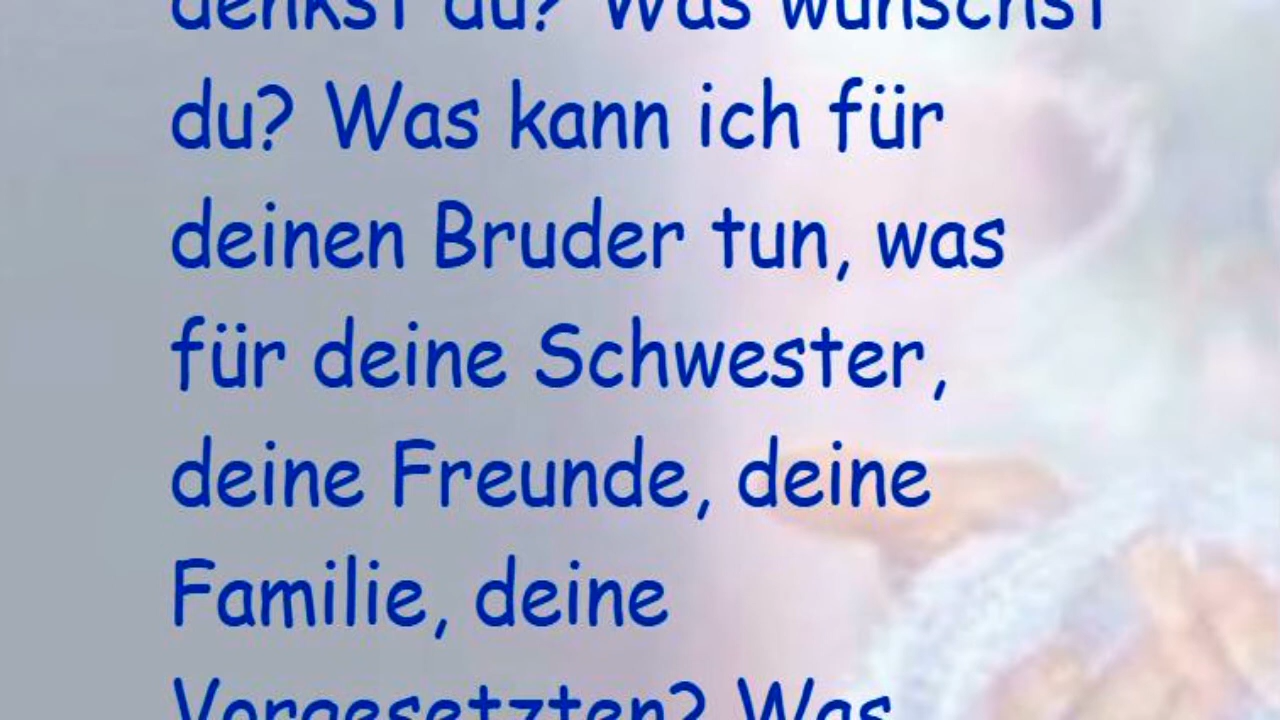 denkst du? Was wünschst
du? Was kann ich für
deinen Bruder tun, was
für deine Schwester,
deine Freunde, deine
Familie, deine
Vorgesetzten? Was